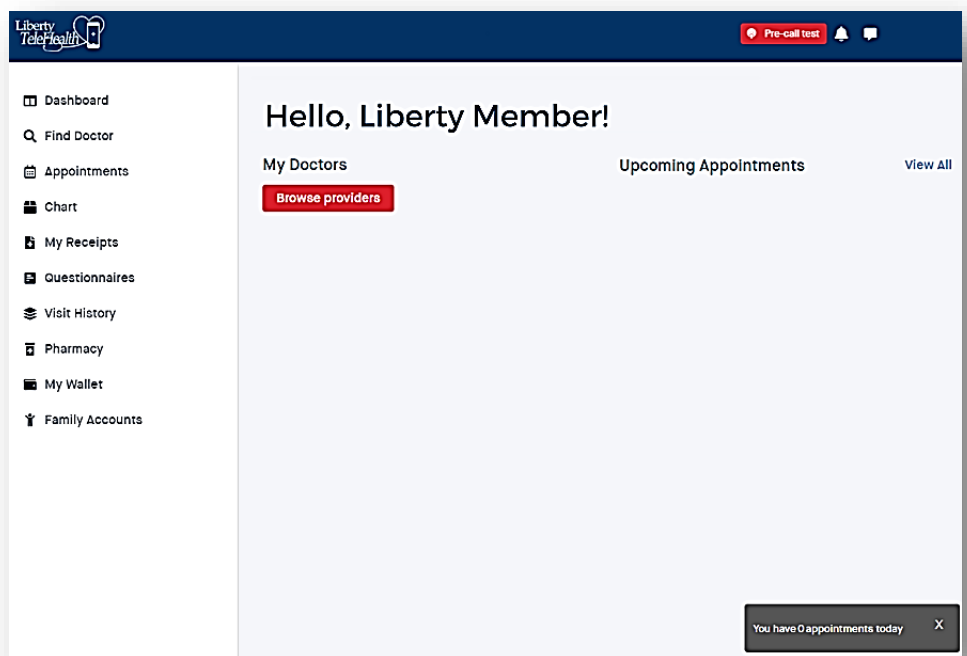 Liberty
TeleHealth
Pre-call test
Dashboard
Find Doctor
Appointments
Chart
My Receipts
Questionnaires
Visit History
Pharmacy
My Wallet
Family Accounts
Hello, Liberty Member!
My Doctors
Browse providers
Upcoming Appointments
View All
You have 0 appointments today X